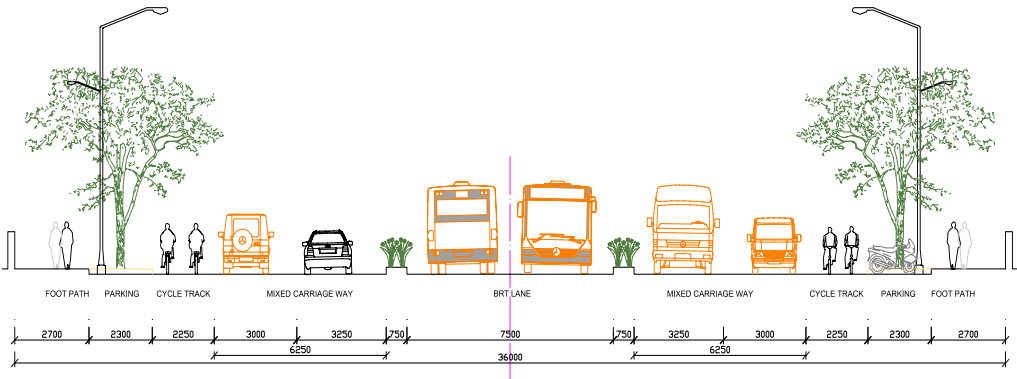 FOOT PATH PARKING CYCLE TRACK MIXED CARRIAGE WAY BRT LANE MIXED CARRIAGE WAY CYCLE TRACK PARKING FOOT PATH
2700 2300 2250 3000 3250 750 7500 750 3250 3000 2250 2300 2700
6250 6250
36000